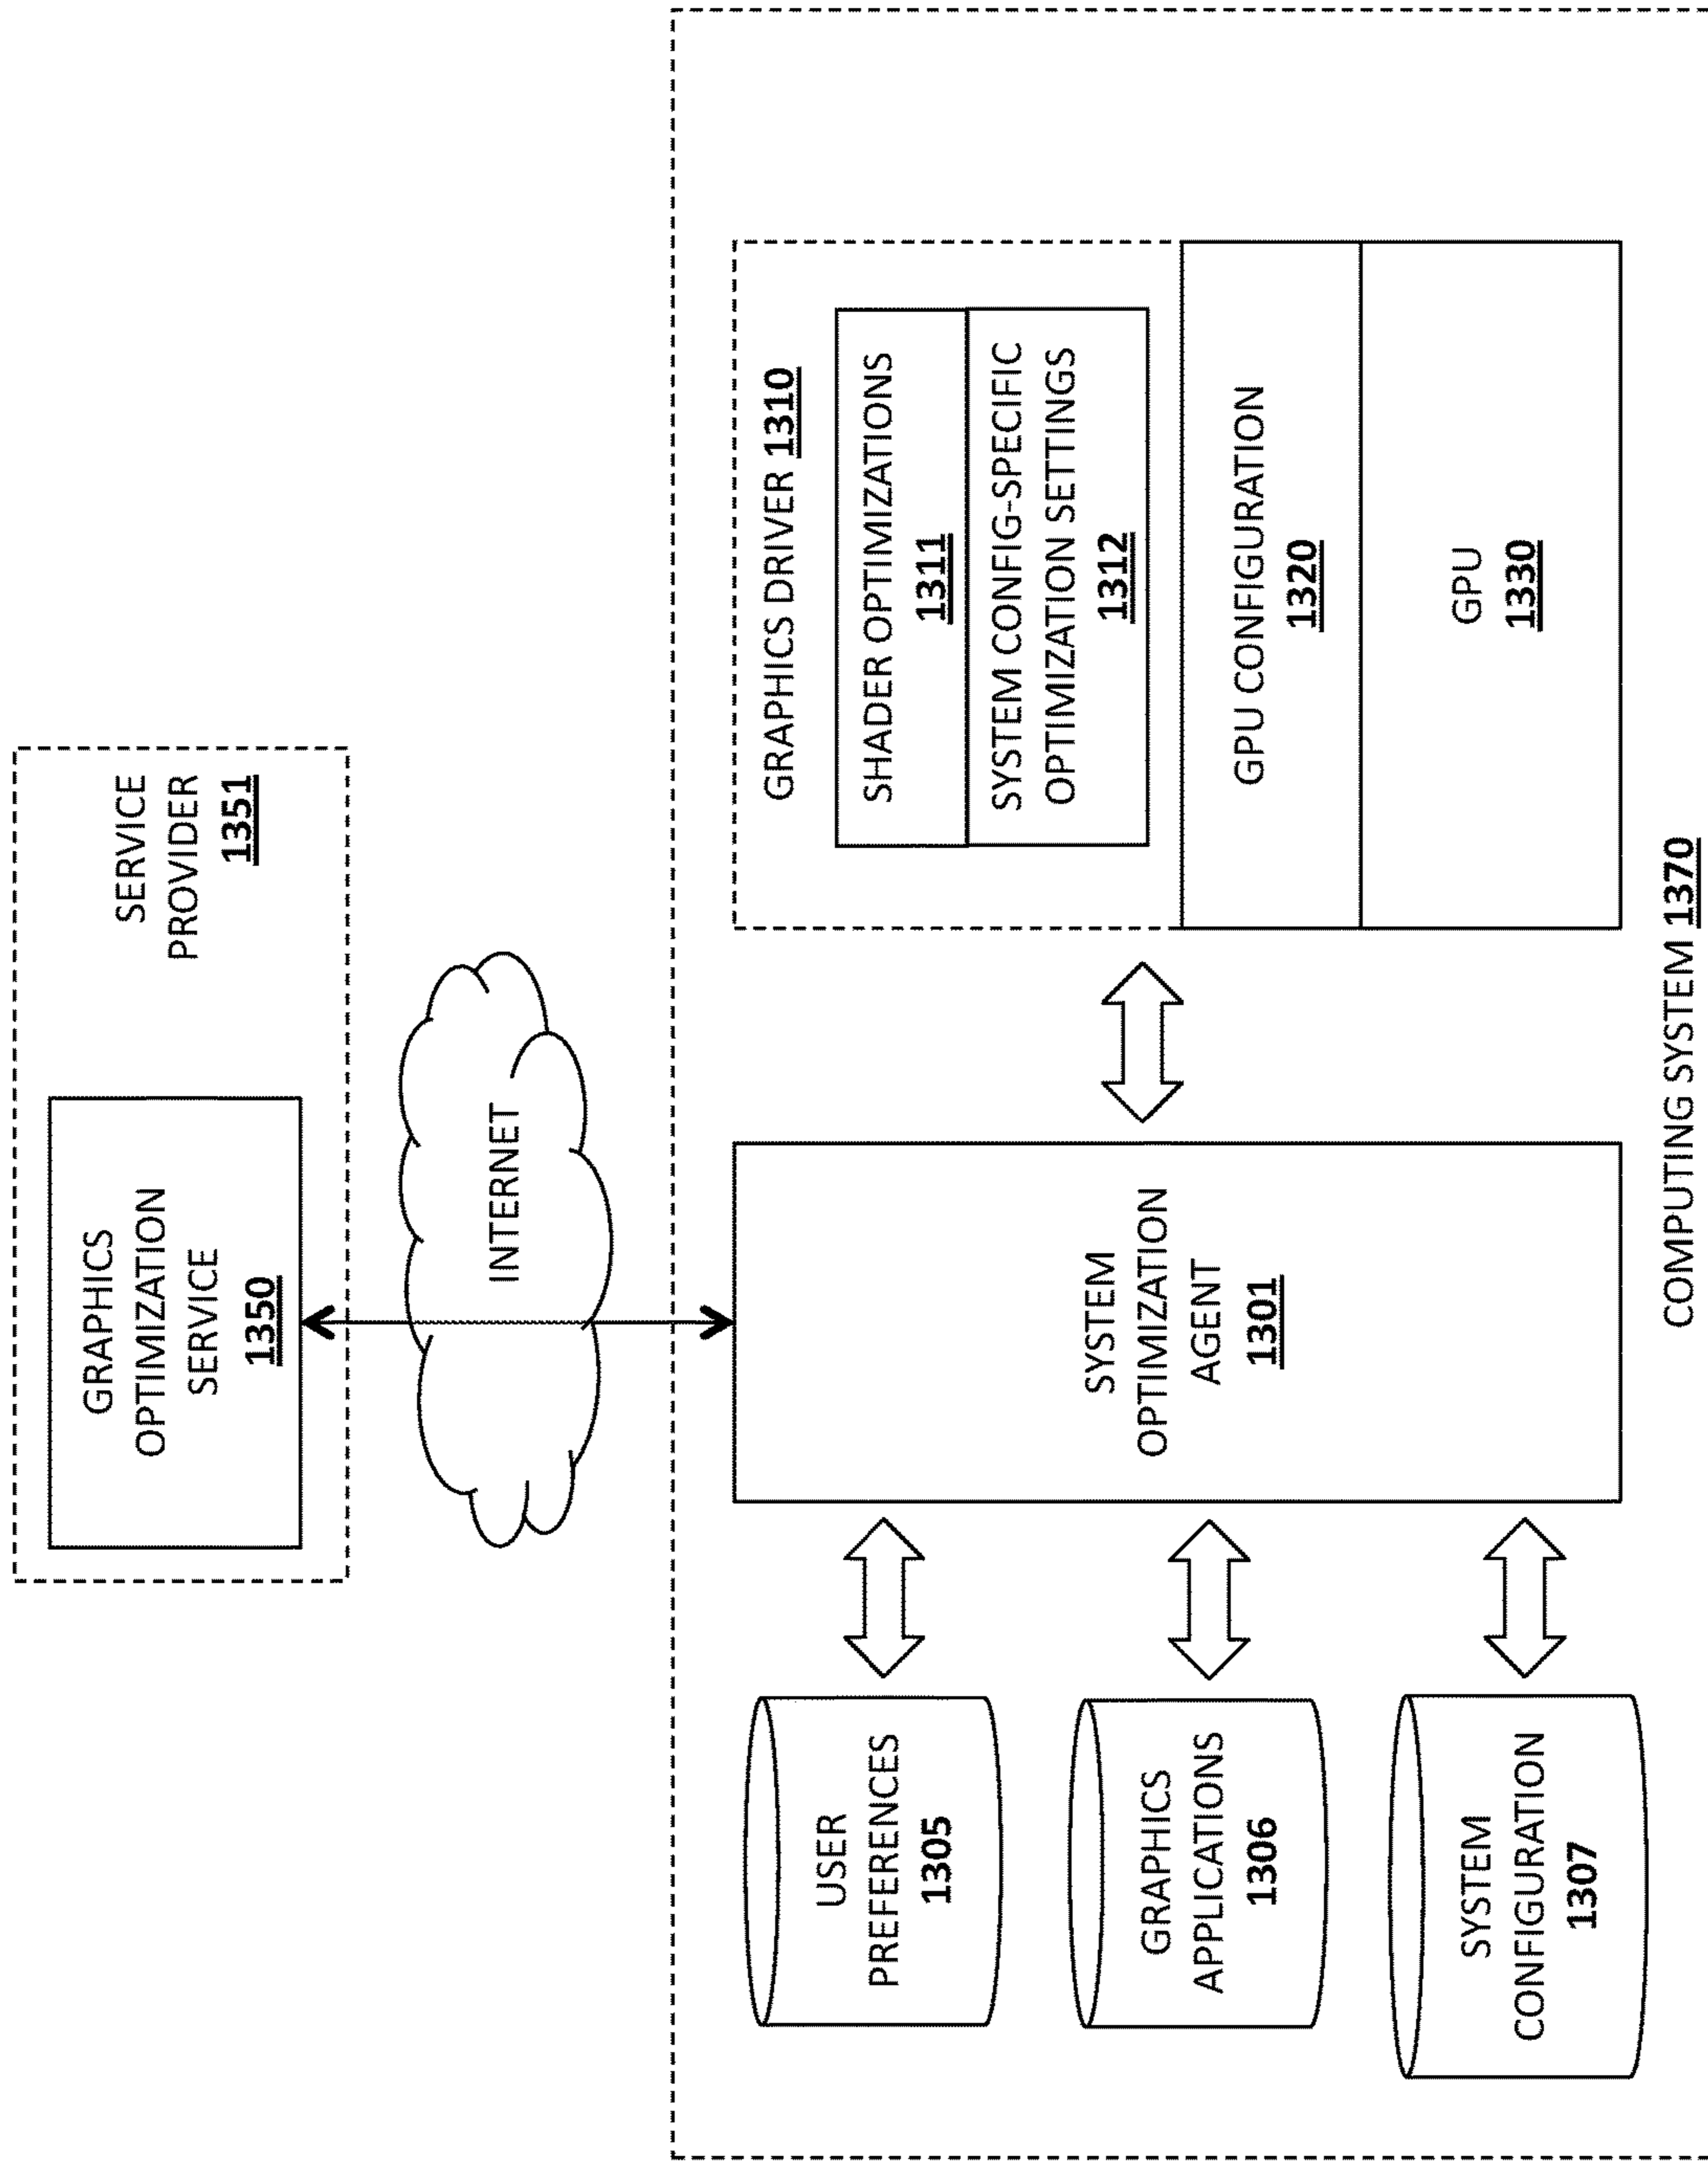 SERVICE
PROVIDER
1351
GRAPHICS
OPTIMIZATION
SERVICE
1350
INTERNET
USER
PREFERENCES
1305
GRAPHICS
APPLICATIONS
1306
SYSTEM
CONFIGURATION
1307
SYSTEM
OPTIMIZATION
AGENT
1301
GRAPHICS DRIVER 1310
SHADER OPTIMIZATIONS
1311
SYSTEM CONFIG-SPECIFIC
OPTIMIZATION SETTINGS
1312
GPU CONFIGURATION
1320
GPU
1330
COMPUTING SYSTEM 1370